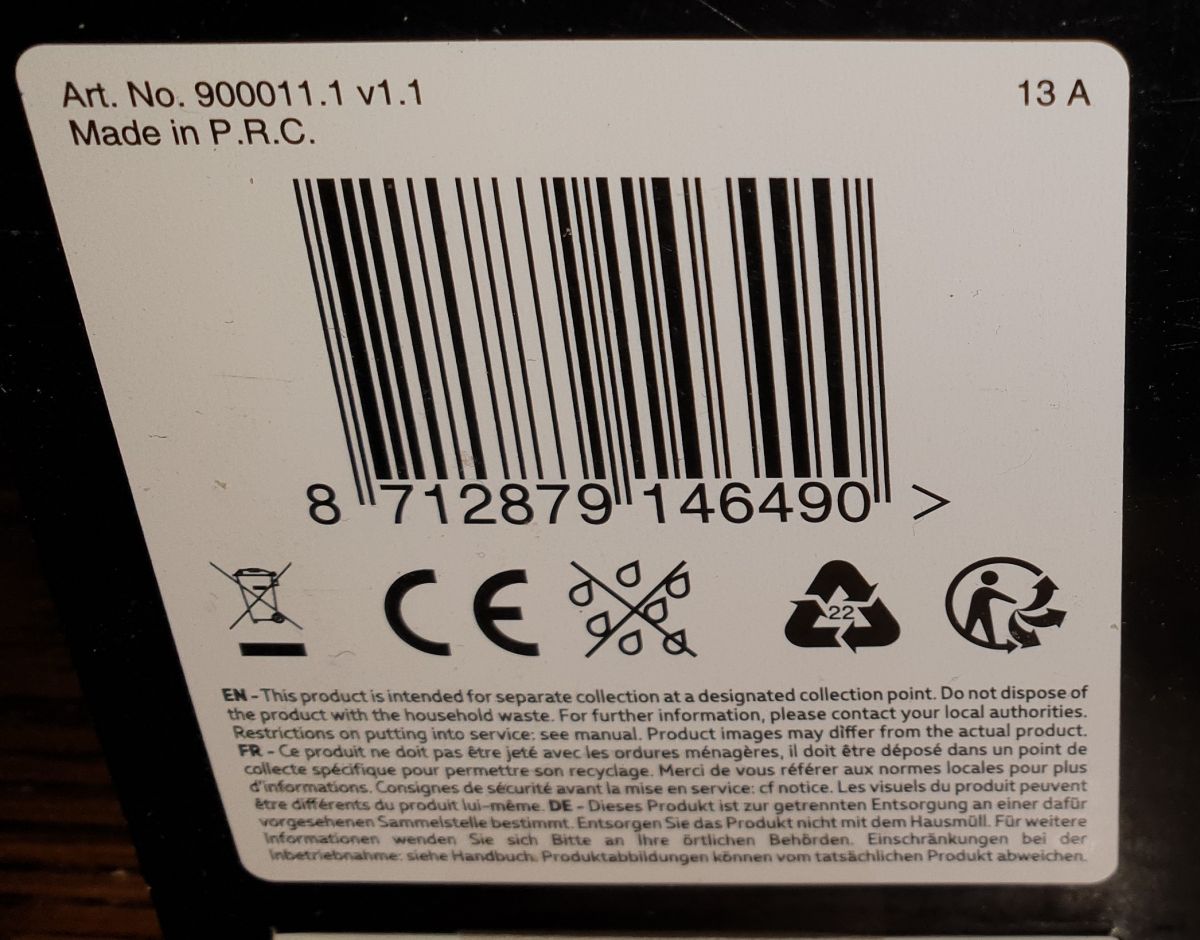 Art. No. 900011.1 v1.1
13 A
Made in P.R.C.
8 712879 146490 >
CE
22
EN - This product is intended for separate collection at a designated collection point. Do not dispose of
the product with the household waste. For further information, please contact your local authorities.
Restrictions on putting into service: see manual. Product images may differ from the actual product.
FR - Ce produit ne doit pas être jeté avec les ordures ménagères, il doit être déposé dans un point de
collecte spécifique pour permettre son recyclage. Merci de vous référer aux normes locales pour plus
d'informations. Consignes de sécurité avant la mise en service: cf notice. Les visuels du produit peuvent
être différents du produit lui-même. DE - Dieses Produkt ist zur getrennten Entsorgung an einer dafür
vorgesehenen Sammelstelle bestimmt. Entsorgen Sie das Produkt nicht mit dem Hausmüll. Für weitere
Informationen wenden Sie sich Bitte an Ihre örtlichen Behörden. Einschränkungen bei der
Inbetriebnahme: siehe Handbuch. Produktabbildungen können vom tatsächlichen Produkt abweichen.